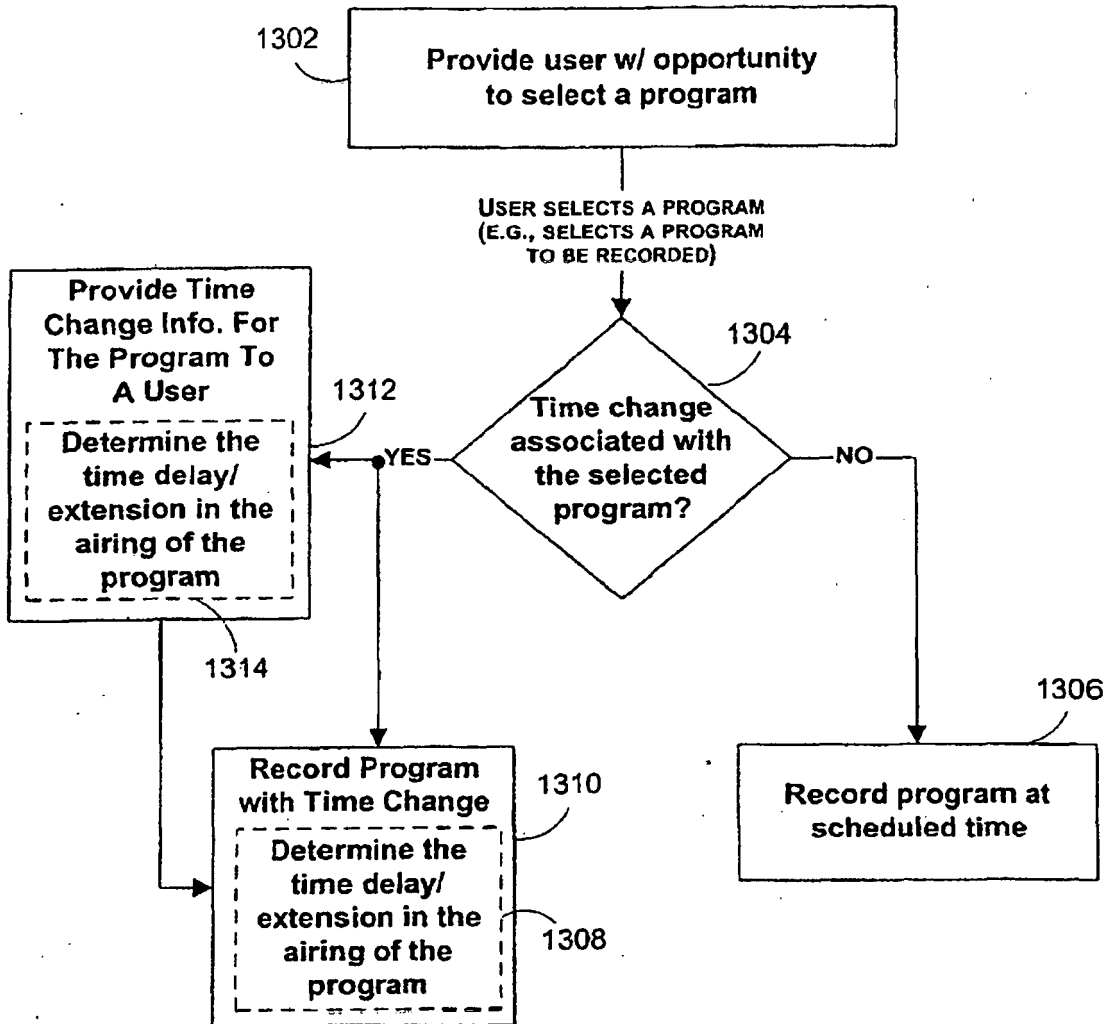 1302
Provide user w/ opportunity
to select a program
USER SELECTS A PROGRAM
(E.G., SELECTS A PROGRAM
TO BE RECORDED)
Provide Time
Change Info. For
The Program To
A User
1312
Determine the
time delay/
extension in the
airing of the
program
1314
1304
Time change
associated with
the selected
program?
YES
NO
1306
Record program at
scheduled time
Record Program
with Time Change
1310
Determine the
time delay/
extension in the
airing of the
program
1308